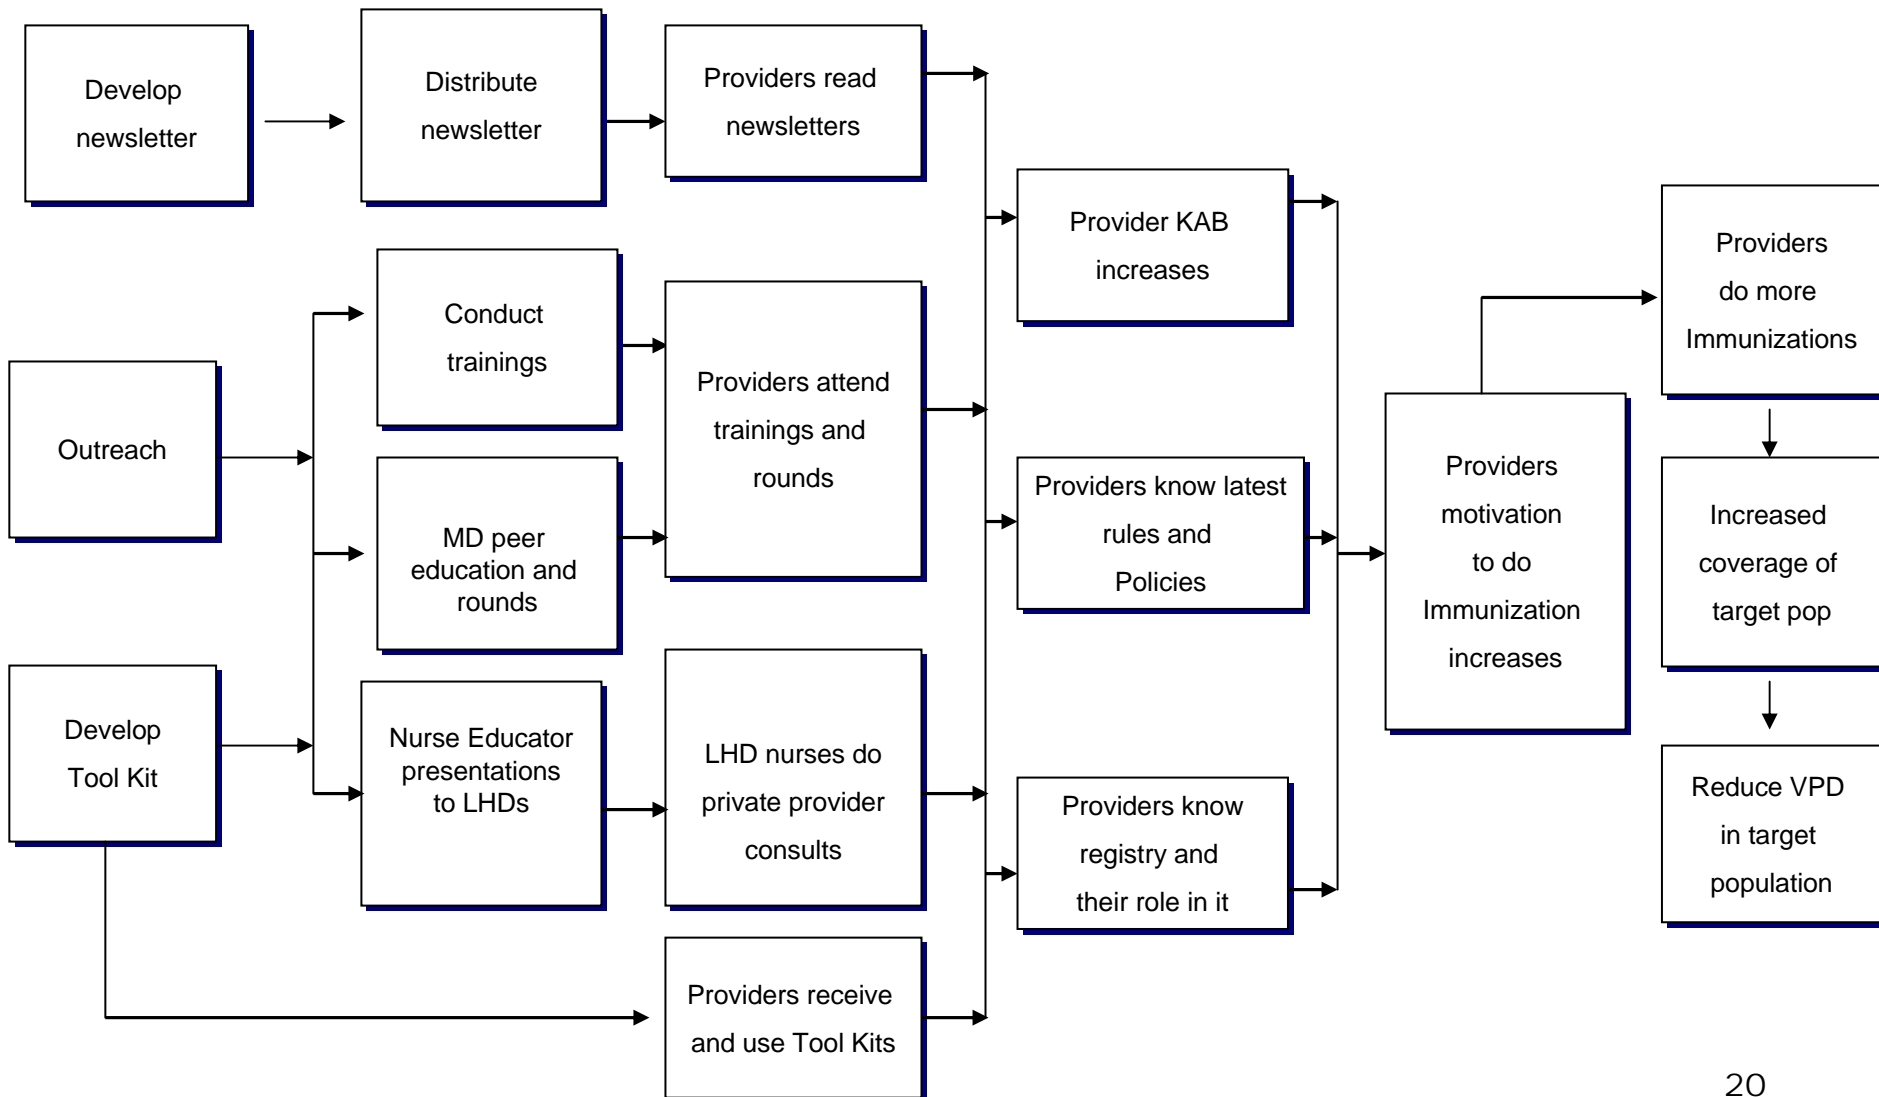 Develop
newsletter
Distribute
newsletter
Providers read
newsletters
Outreach
Conduct
trainings
MD peer
education and
rounds
Providers attend
trainings and
rounds
Develop
Tool Kit
Nurse Educator
presentations
to LHDs
LHD nurses do
private provider
consults
Providers receive
and use Tool Kits
Provider KAB
increases
Providers know latest
rules and
Policies
Providers know
registry and
their role in it
Providers
motivation
to do
Immunization
increases
Providers
do more
Immunizations
Increased
coverage of
target pop
Reduce VPD
in target
population
20